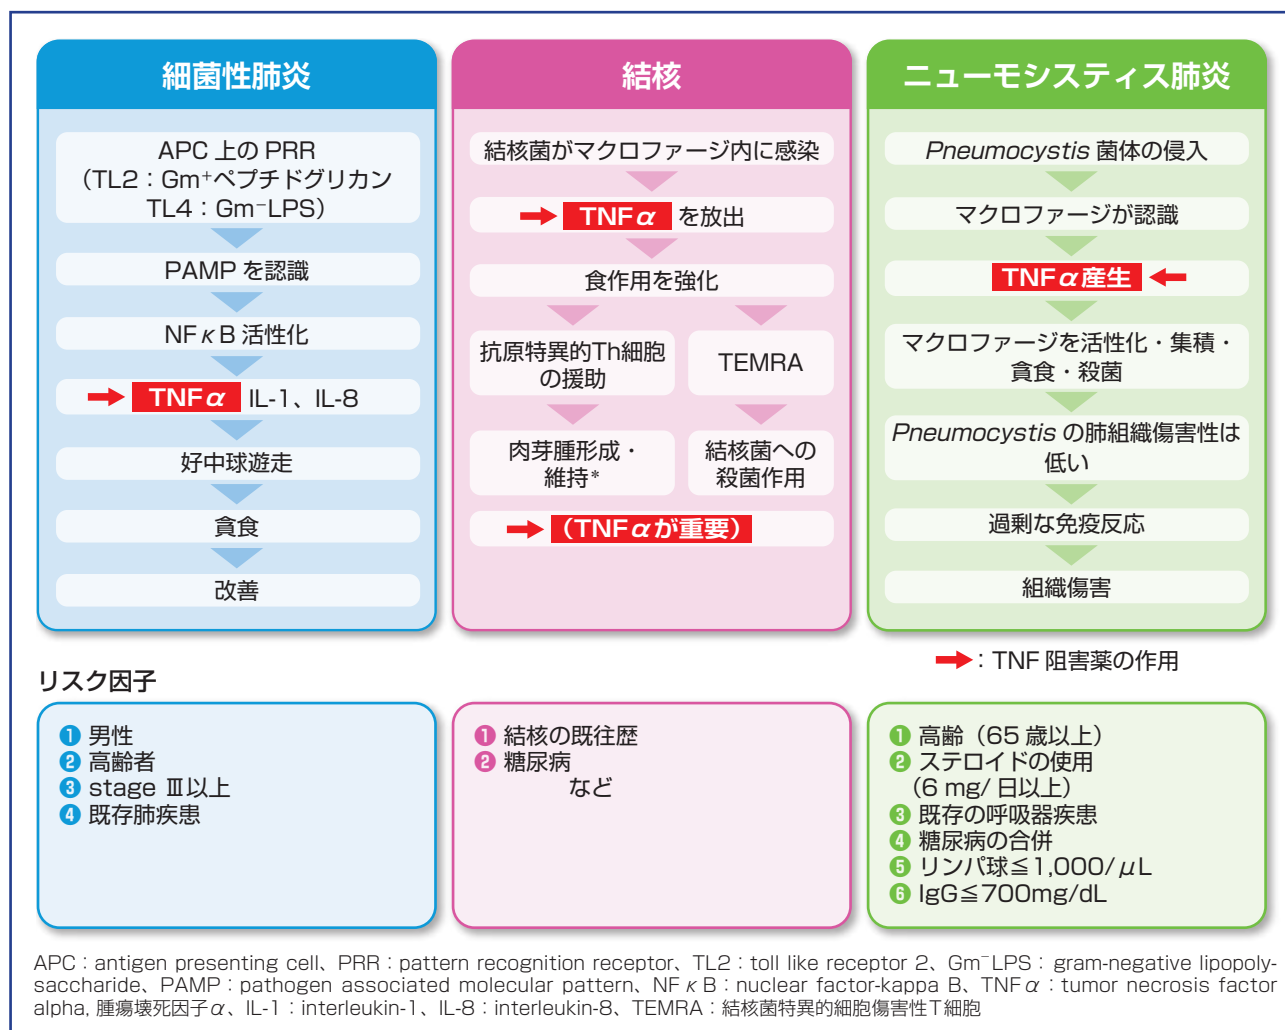 細菌性肺炎
APC 上の PRR
（TL2：Gm⁺ペプチドグリカン
TL4：Gm⁻LPS）
PAMP を認識
NFκB 活性化
TNFα IL-1、IL-8
好中球遊走
貪食
改善
結核
結核菌がマクロファージ内に感染
TNFα を放出
食作用を強化
抗原特異的Th細胞
の援助
TEMRA
肉芽腫形成・
維持*
結核菌への
殺菌作用
（TNFαが重要）
ニューモシスティス肺炎
Pneumocystis 菌体の侵入
マクロファージが認識
TNFα産生
マクロファージを活性化・集積・
貪食・殺菌
Pneumocystis の肺組織傷害性は
低い
過剰な免疫反応
組織傷害
：TNF 阻害薬の作用
リスク因子
❶ 男性
❷ 高齢者
❸ stage Ⅲ以上
❹ 既存肺疾患
❶ 結核の既往歴
❷ 糖尿病
など
❶ 高齢（65 歳以上）
❷ ステロイドの使用
（6 mg/ 日以上）
❸ 既存の呼吸器疾患
❹ 糖尿病の合併
❺ リンパ球≦1,000/μL
❻ IgG≦700mg/dL
APC：antigen presenting cell、PRR：pattern recognition receptor、TL2：toll like receptor 2、Gm⁻LPS：gram-negative lipopoly-
saccharide、PAMP：pathogen associated molecular pattern、NFκB：nuclear factor-kappa B、TNFα：tumor necrosis factor
alpha, 腫瘍壊死因子α、IL-1：interleukin-1、IL-8：interleukin-8、TEMRA：結核菌特異的細胞傷害性T細胞